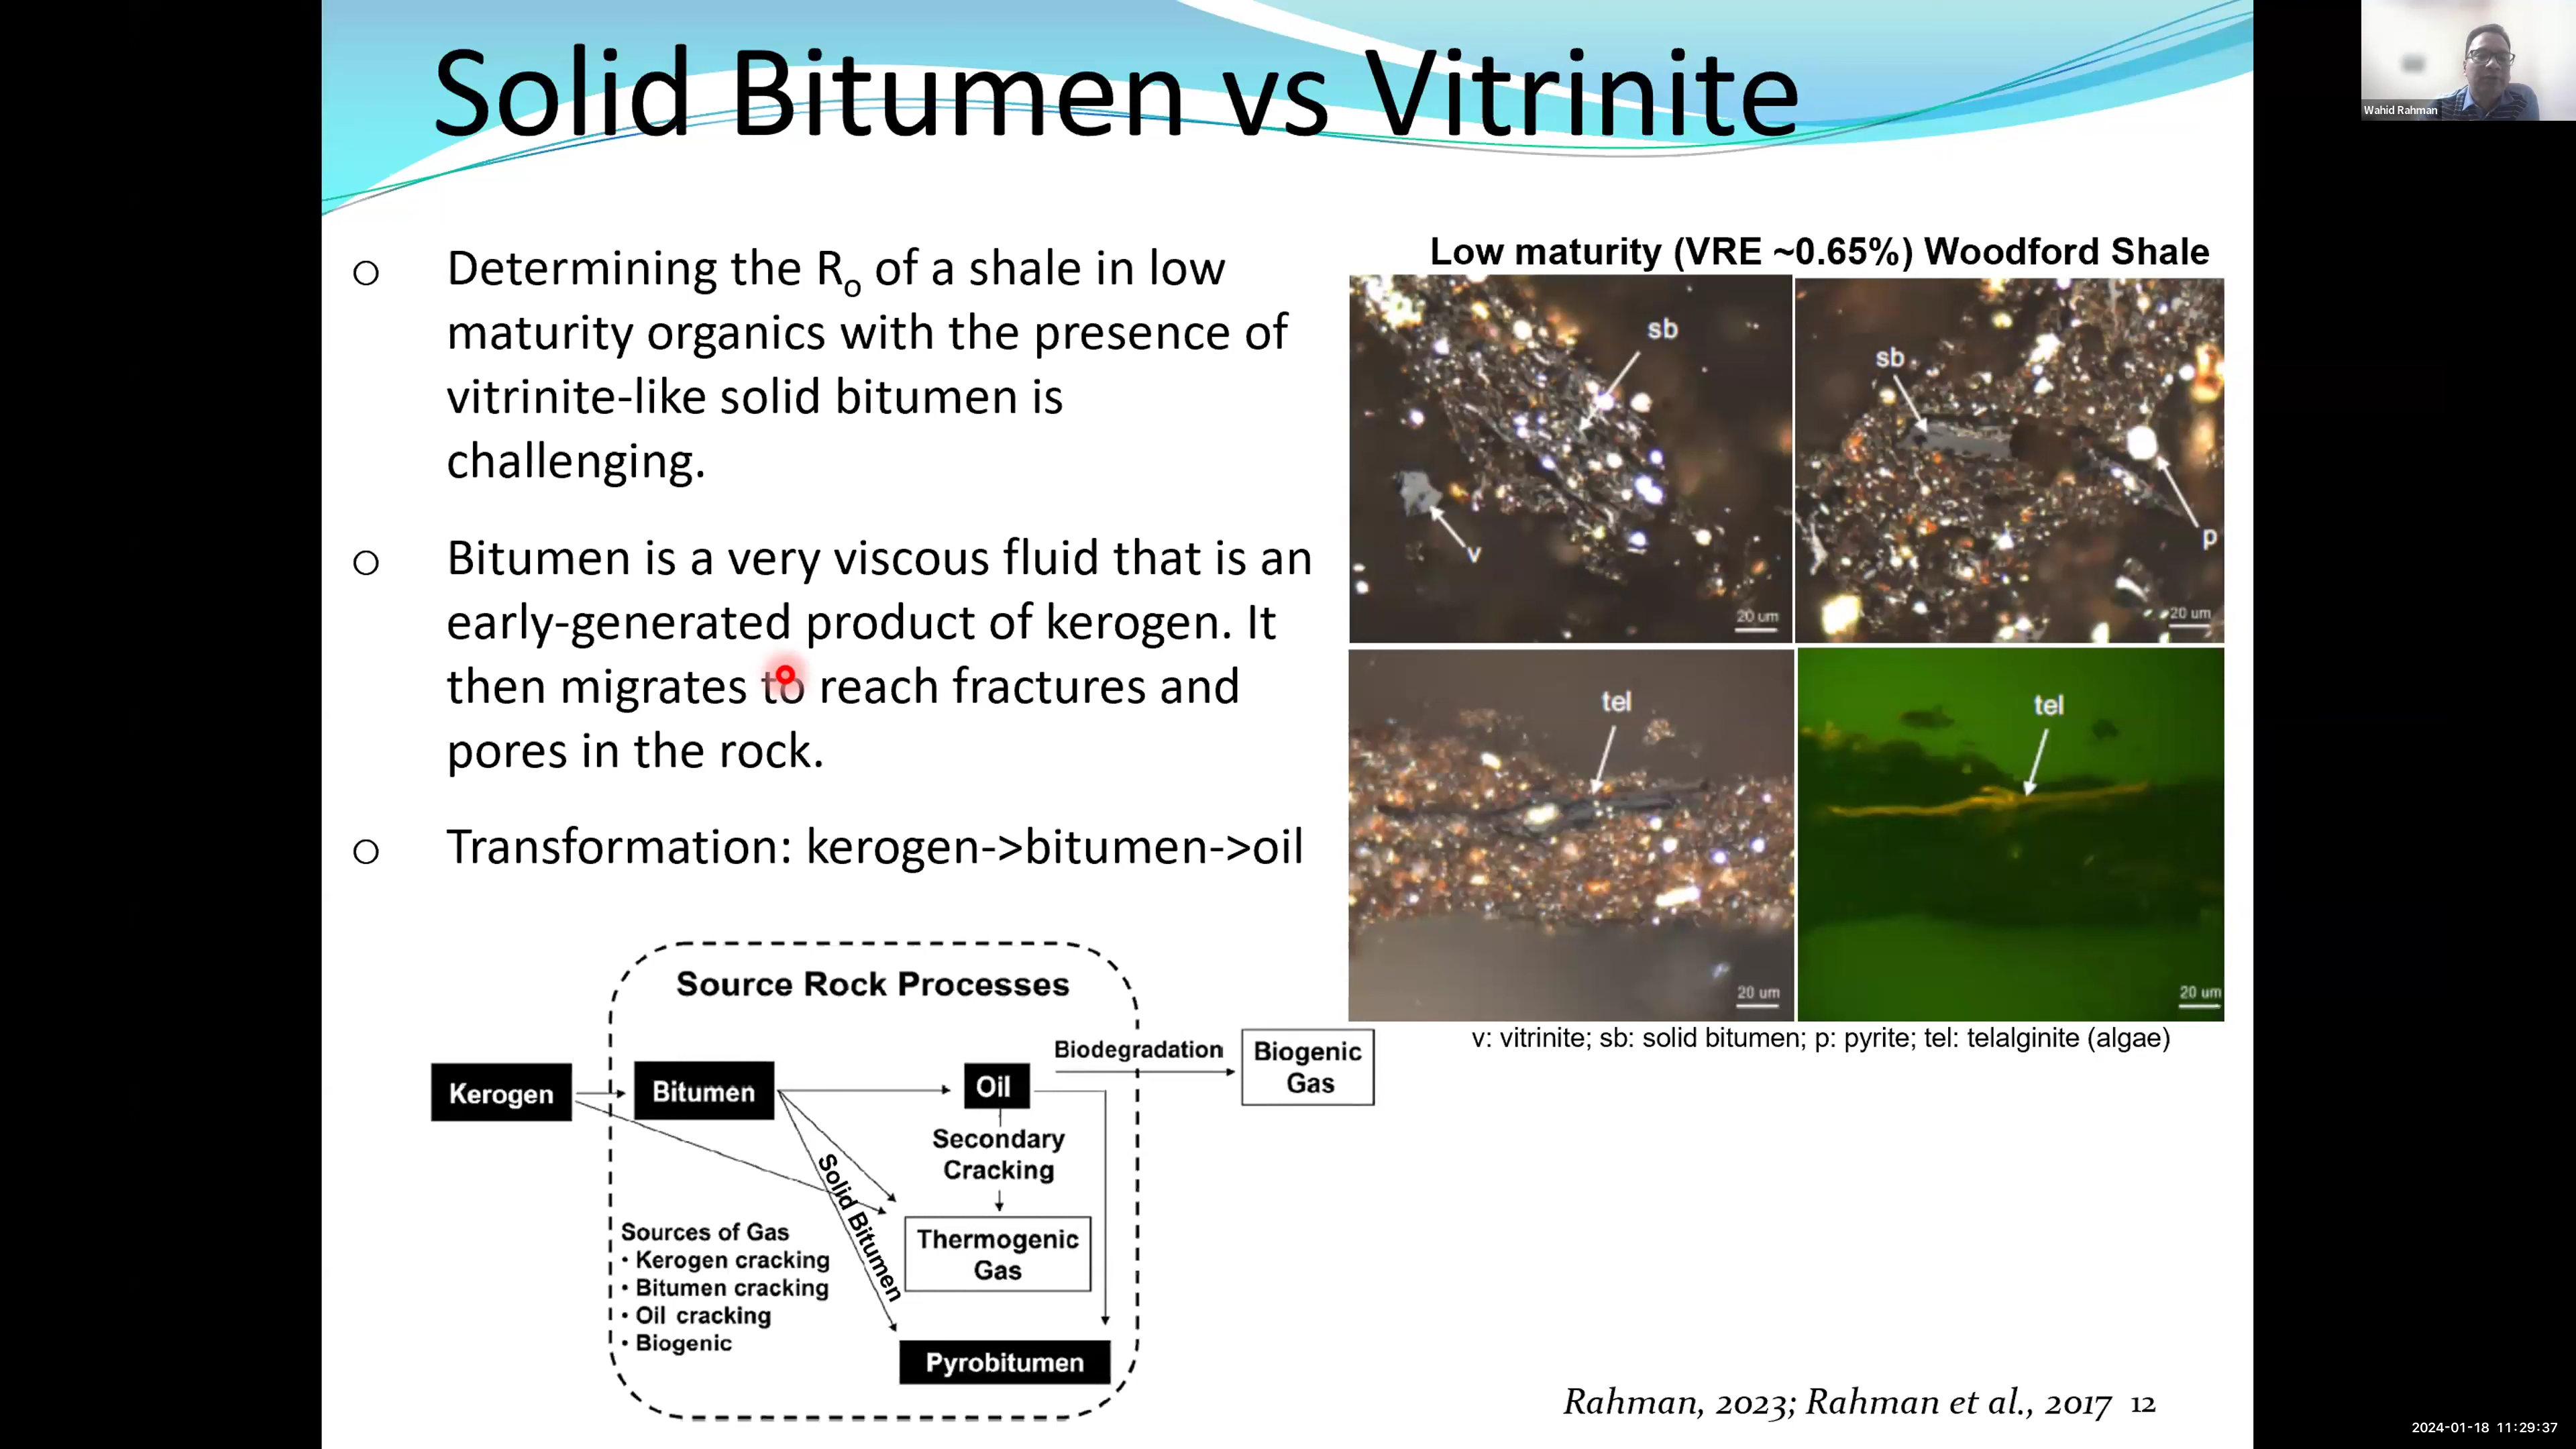 Solid Bitumen vs Vitrinite
Wahid Rahman
o Determining the Ro of a shale in low
maturity organics with the presence of
vitrinite-like solid bitumen is
challenging.
o Bitumen is a very viscous fluid that is an
early-generated product of kerogen. It
then migrates to reach fractures and
pores in the rock.
o Transformation: kerogen->bitumen->oil
Low maturity (VRE ~0.65%) Woodford Shale
sb
v
20 um
sb
p
20 um
tel
20 um
tel
20 um
v: vitrinite; sb: solid bitumen; p: pyrite; tel: telalginite (algae)
Source Rock Processes
Kerogen
Bitumen
Oil
Biodegradation
Biogenic
Gas
Secondary
Cracking
Solid Bitumen
Thermogenic
Gas
Sources of Gas
• Kerogen cracking
• Bitumen cracking
• Oil cracking
• Biogenic
Pyrobitumen
Rahman, 2023; Rahman et al., 2017 12
2024-01-18 11:29:37